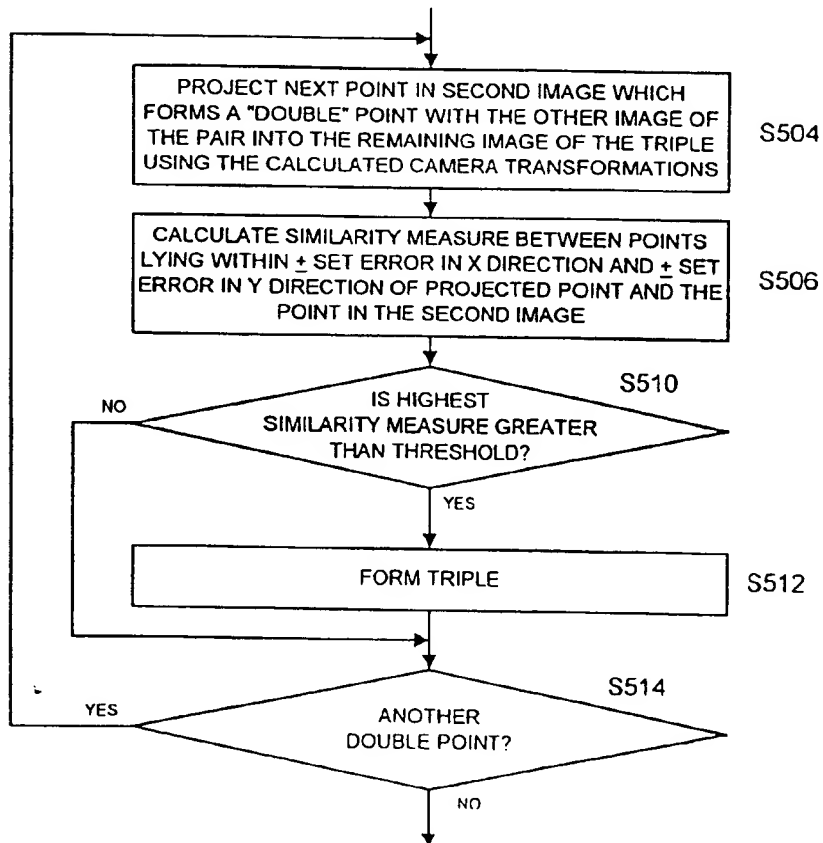 PROJECT NEXT POINT IN SECOND IMAGE WHICH
FORMS A "DOUBLE" POINT WITH THE OTHER IMAGE OF
THE PAIR INTO THE REMAINING IMAGE OF THE TRIPLE
USING THE CALCULATED CAMERA TRANSFORMATIONS
S504
CALCULATE SIMILARITY MEASURE BETWEEN POINTS
LYING WITHIN ± SET ERROR IN X DIRECTION AND ± SET
ERROR IN Y DIRECTION OF PROJECTED POINT AND THE
POINT IN THE SECOND IMAGE
S506
S510
NO
IS HIGHEST
SIMILARITY MEASURE GREATER
THAN THRESHOLD?
YES
FORM TRIPLE
S512
S514
YES
ANOTHER
DOUBLE POINT?
NO